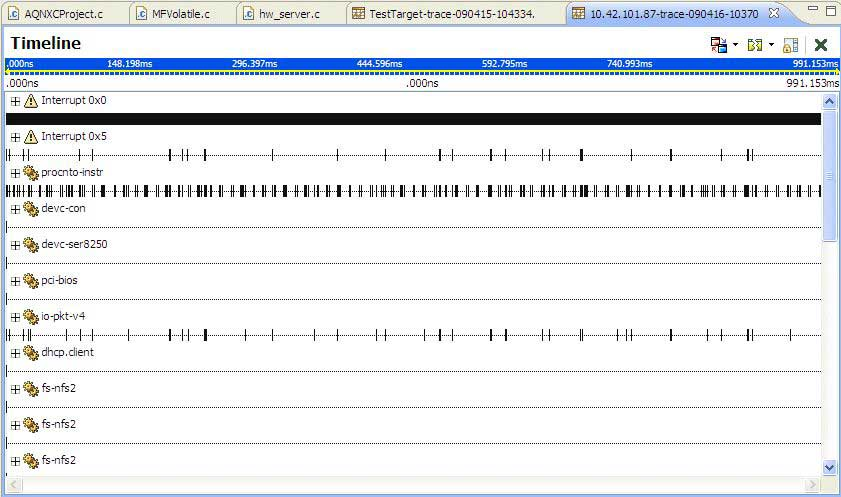 AQNXCProject.c MFVolatile.c hw_server.c TestTarget-trace-090415-104334. 10.42.101.87-trace-090416-10370
Timeline
.000ns 148.198ms 296.397ms 444.596ms 592.795ms 740.993ms 991.153ms
.000ns .000ns 991.153ms
Interrupt 0x0
Interrupt 0x5
procnto-instr
devc-con
devc-ser8250
pci-bios
io-pkt-v4
dhcp.client
fs-nfs2
fs-nfs2
fs-nfs2